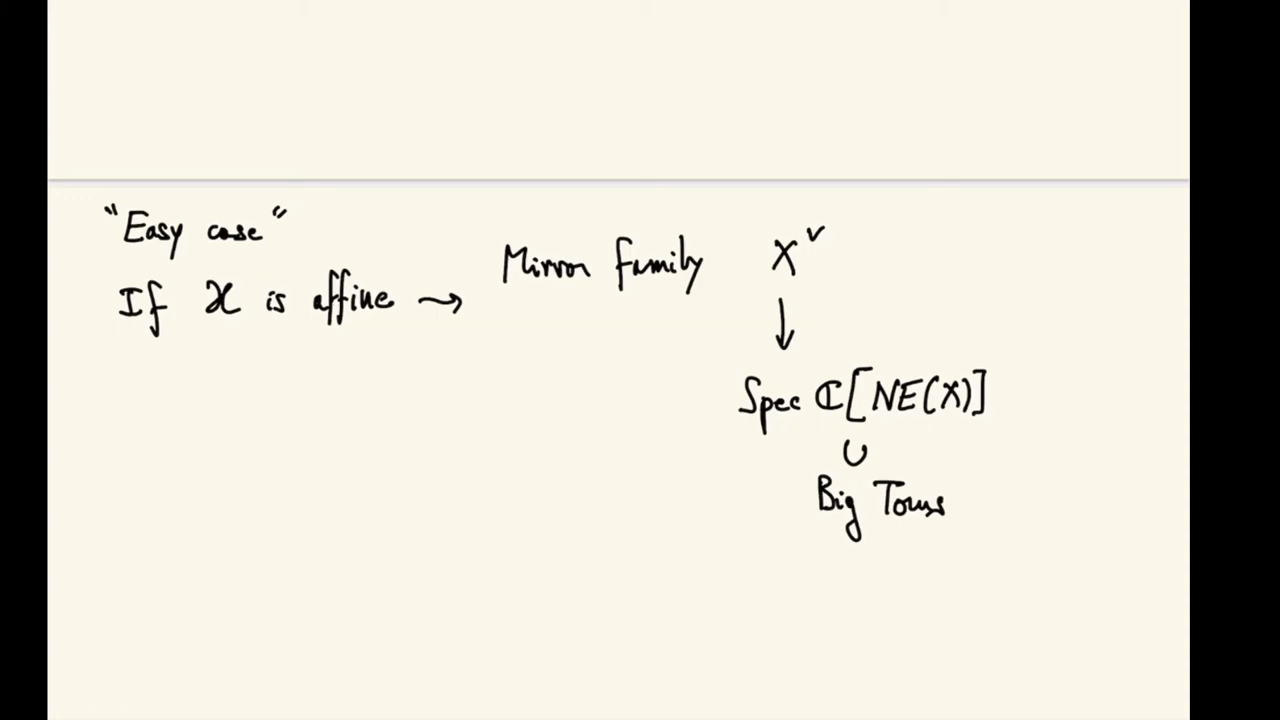 "Easy case"
If 𝒳 is affine ⇝ Mirror family X^∨
↓
Spec ℂ[NE(X)]
∪
Big Torus